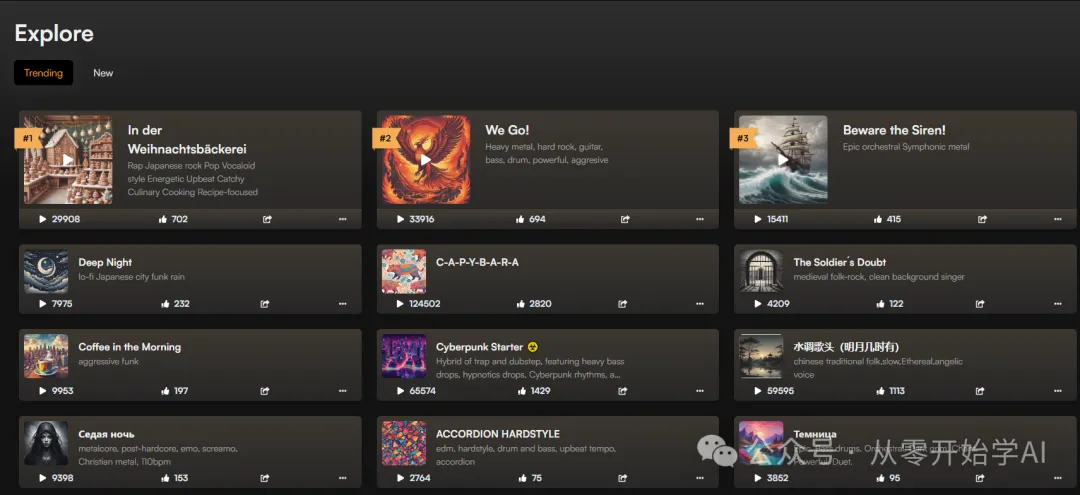 Explore
Trending
New
#1
In der
Weihnachtsbäckerei
Rap Japanese rock Pop Vocaloid
style Energetic Upbeat Catchy
Culinary Cooking Recipe-focused
29908
702
#2
We Go!
Heavy metal, hard rock, guitar,
bass, drum, powerful, aggresive
33916
694
#3
Beware the Siren!
Epic orchestral Symphonic metal
15411
415
Deep Night
lo-fi Japanese city funk rain
7975
232
C-A-P-Y-B-A-R-A
124502
2820
The Soldier´s Doubt
medieval folk-rock, clean background singer
4209
122
Coffee in the Morning
aggressive funk
9953
197
Cyberpunk Starter
Hybrid of trap and dubstep, featuring heavy bass
drops, hypnotics drops, Cyberpunk rhythms, a...
65574
1429
水调歌头（明月几时有）
chinese traditional folk,slow,Ethereal,angelic
voice
59595
1113
Седая ночь
metalcore, post-hardcore, emo, screamo,
Christian metal, 110bpm
9398
153
ACCORDION HARDSTYLE
edm, hardstyle, drum and bass, upbeat tempo,
accordion
2764
75
Темница
drums. Orchestral
Powerful Duet.
3852
95
公众号 · 从零开始学AI